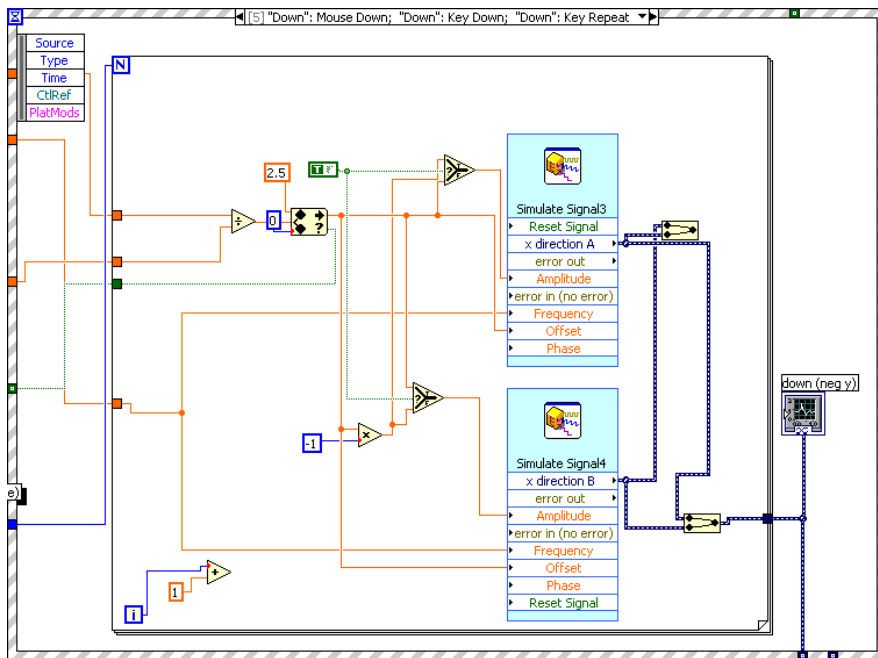 [5] "Down": Mouse Down; "Down": Key Down; "Down": Key Repeat
Source
Type
Time
CtlRef
PlatMods
N
2.5
T
0
?
?
Simulate Signal3
Reset Signal
x direction A
error out
Amplitude
error in (no error)
Frequency
Offset
Phase
÷
down (neg y)
?
-1
x
Simulate Signal4
x direction B
error out
Amplitude
error in (no error)
Frequency
Offset
Phase
Reset Signal
e)
+
1
i